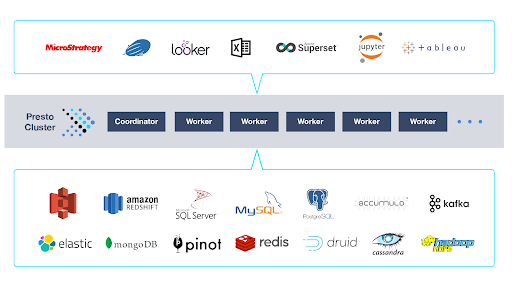 MicroStrategy
looker
Superset
jupyter
+ a b l e a u
Presto
Cluster
Coordinator
Worker
Worker
Worker
Worker
Worker
amazon
REDSHIFT
SQL Server
MySQL
PostgreSQL
accumulo
kafka
elastic
mongoDB
pinot
redis
druid
cassandra
hadoop
HDFS